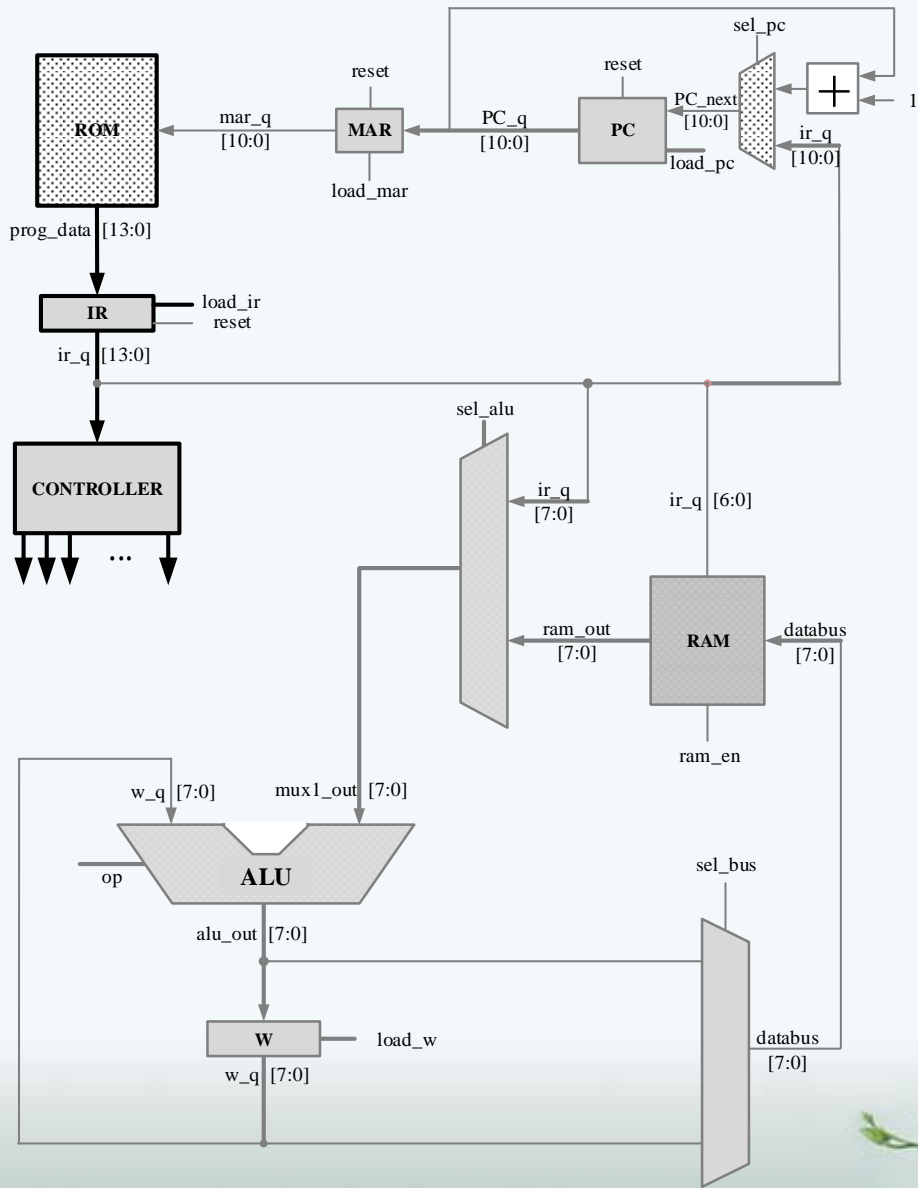 sel_pc
reset
reset
ROM
mar_q
[10:0]
MAR
PC_q
[10:0]
PC
PC_next
[10:0]
+
1
ir_q
[10:0]
load_mar
load_pc
prog_data [13:0]
IR
load_ir
reset
ir_q [13:0]
sel_alu
CONTROLLER
...
ir_q
[7:0]
ir_q [6:0]
ram_out
[7:0]
RAM
databus
[7:0]
ram_en
w_q [7:0]
mux1_out [7:0]
ALU
op
sel_bus
alu_out [7:0]
W
load_w
w_q [7:0]
databus
[7:0]